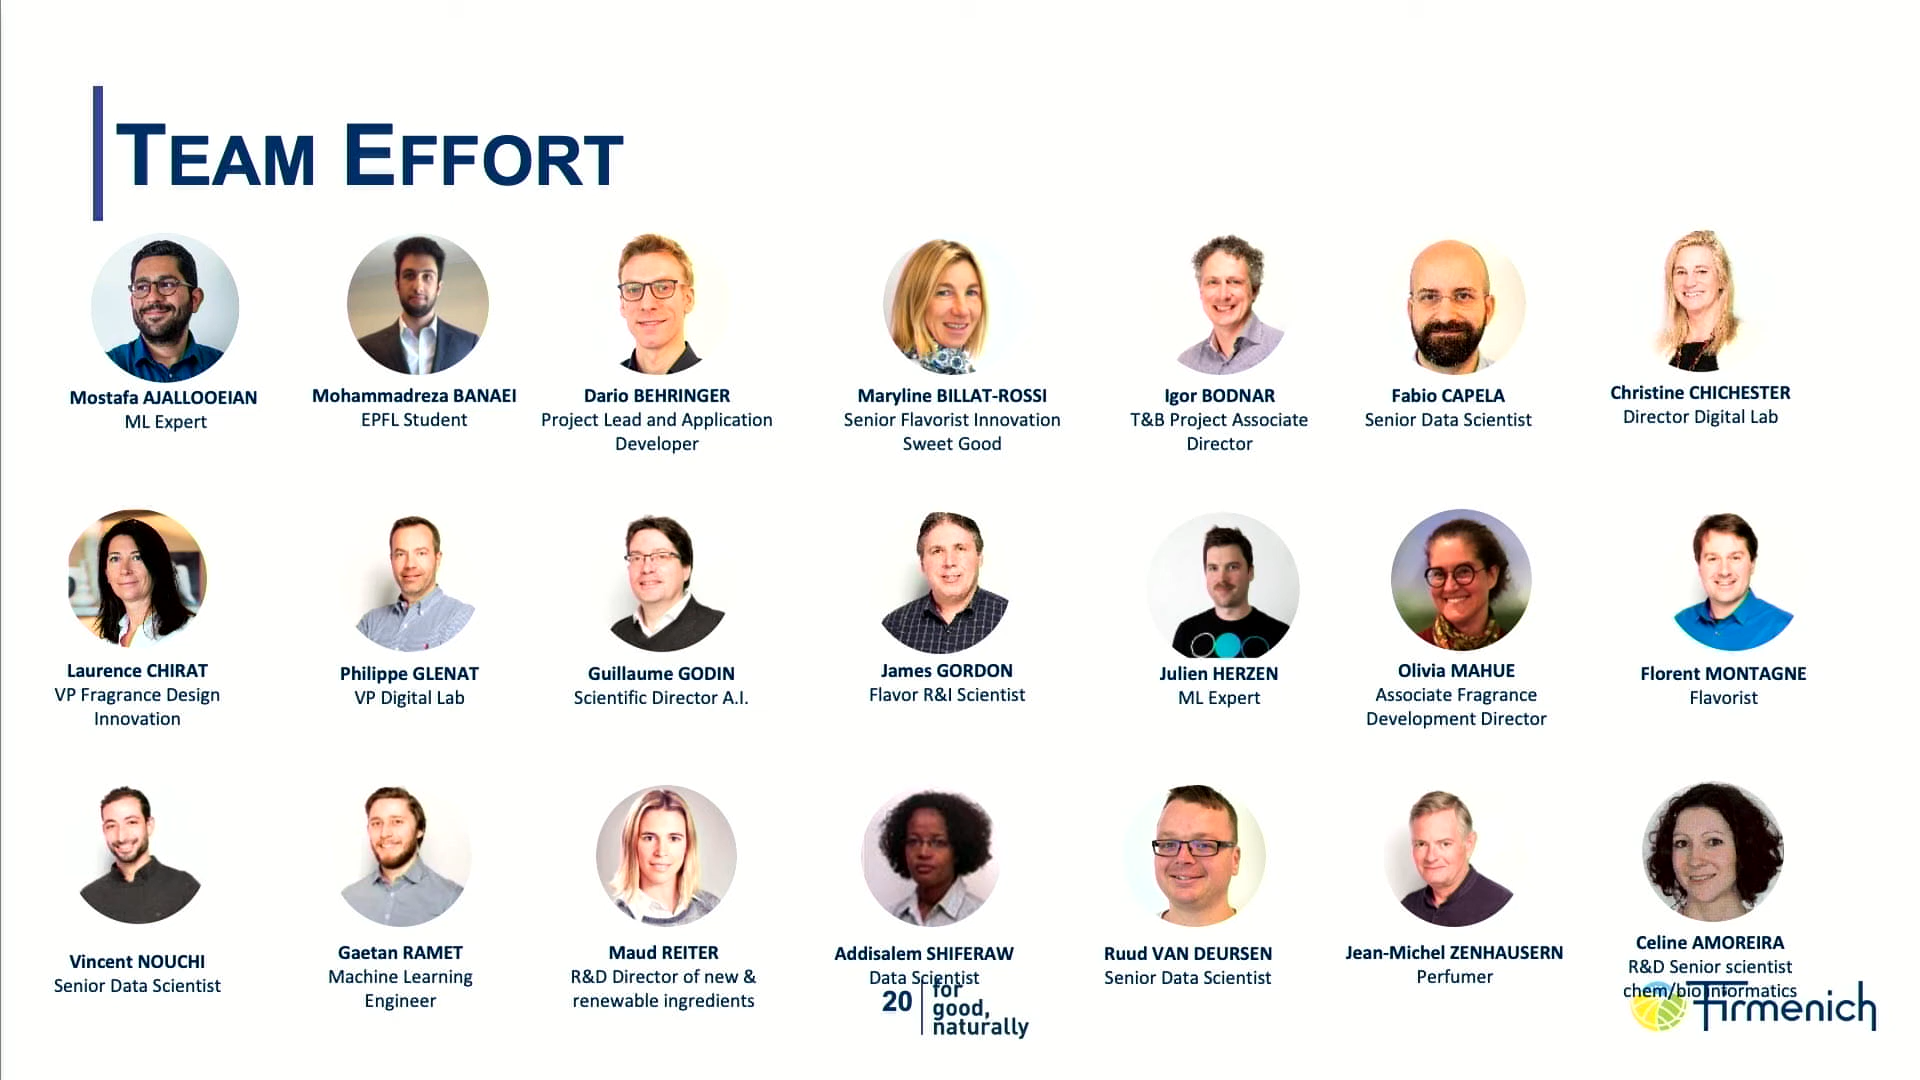 TEAM EFFORT
Mostafa AJALLOOEIAN
ML Expert
Mohammadreza BANAEI
EPFL Student
Dario BEHRINGER
Project Lead and Application
Developer
Maryline BILLAT-ROSSI
Senior Flavorist Innovation
Sweet Good
Igor BODNAR
T&B Project Associate
Director
Fabio CAPELA
Senior Data Scientist
Christine CHICHESTER
Director Digital Lab
Laurence CHIRAT
VP Fragrance Design
Innovation
Philippe GLENAT
VP Digital Lab
Guillaume GODIN
Scientific Director A.I.
James GORDON
Flavor R&I Scientist
Julien HERZEN
ML Expert
Olivia MAHUE
Associate Fragrance
Development Director
Florent MONTAGNE
Flavorist
Vincent NOUCHI
Senior Data Scientist
Gaetan RAMET
Machine Learning
Engineer
Maud REITER
R&D Director of new &
renewable ingredients
Addisalem SHIFERAW
Data Scientist
Ruud VAN DEURSEN
Senior Data Scientist
Jean-Michel ZENHAUSERN
Perfumer
Celine AMOREIRA
R&D Senior scientist
chem/bio informatics
20
for
good,
naturally
Firmenich